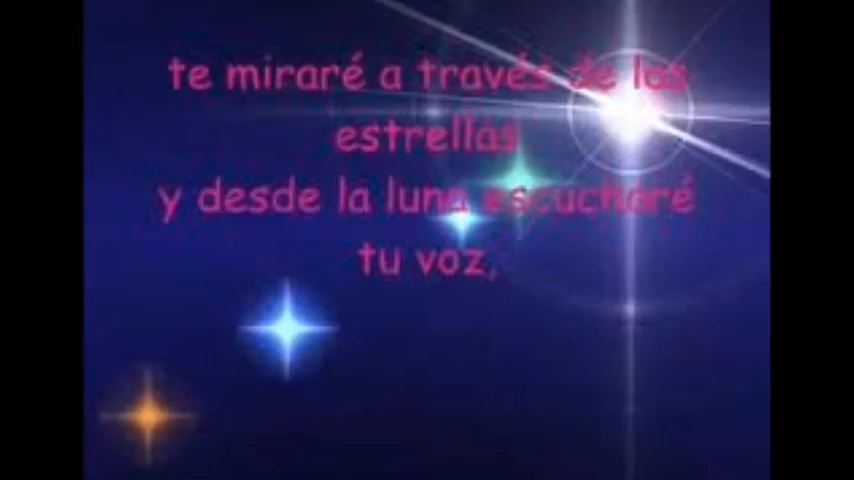 te miraré a través de las
estrellas
y desde la luna escucharé
tu voz,